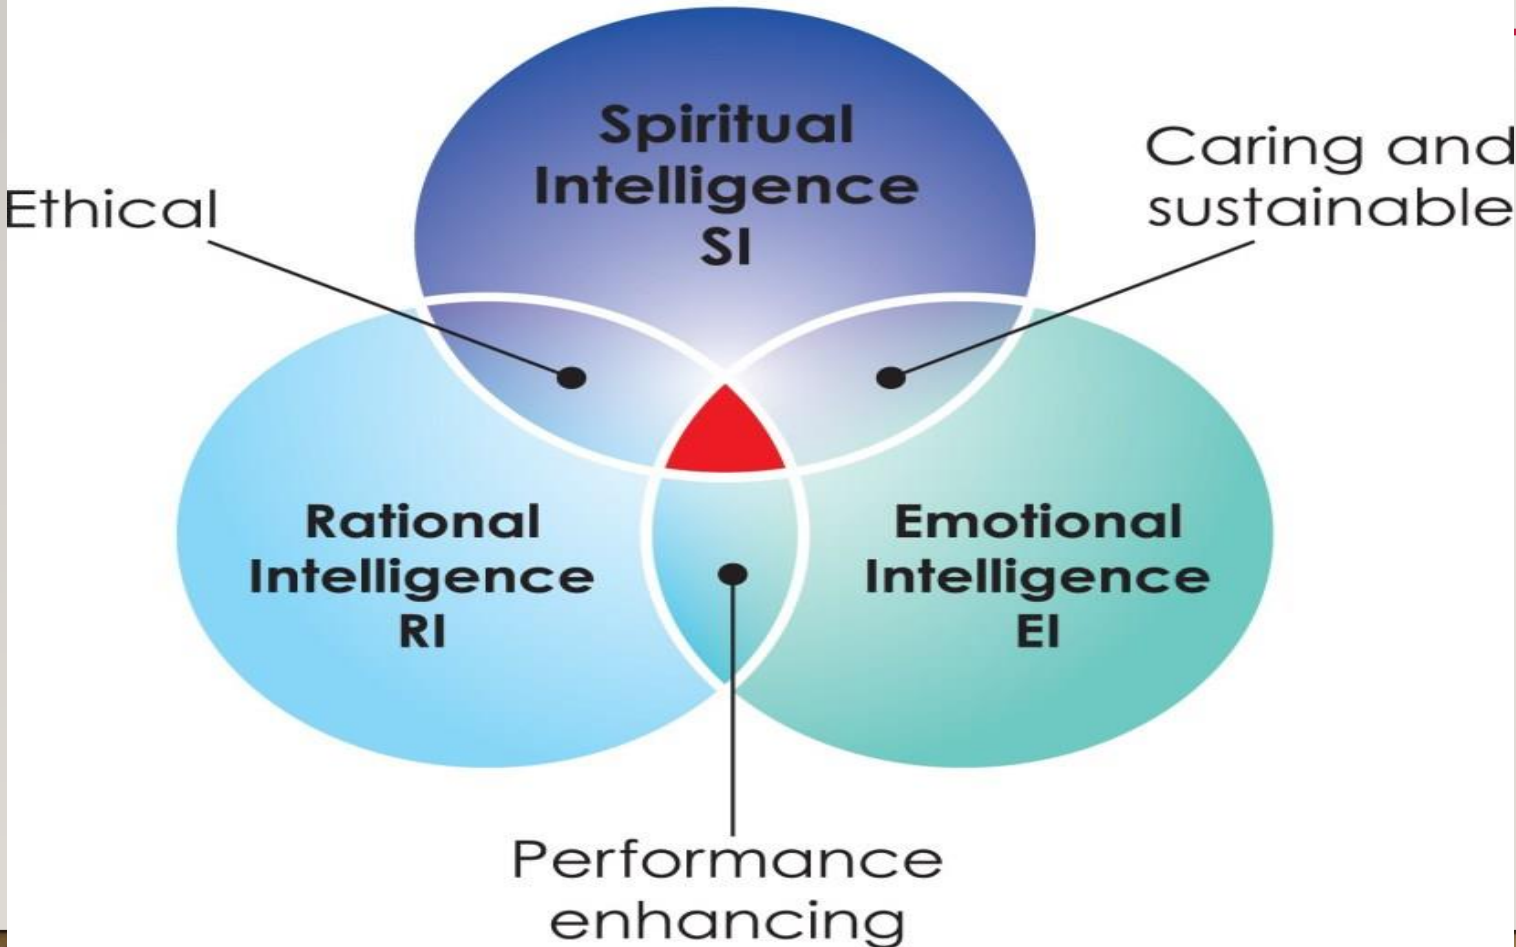 Spiritual
Intelligence
SI
Ethical
Caring and
sustainable
Rational
Intelligence
RI
Emotional
Intelligence
EI
Performance
enhancing